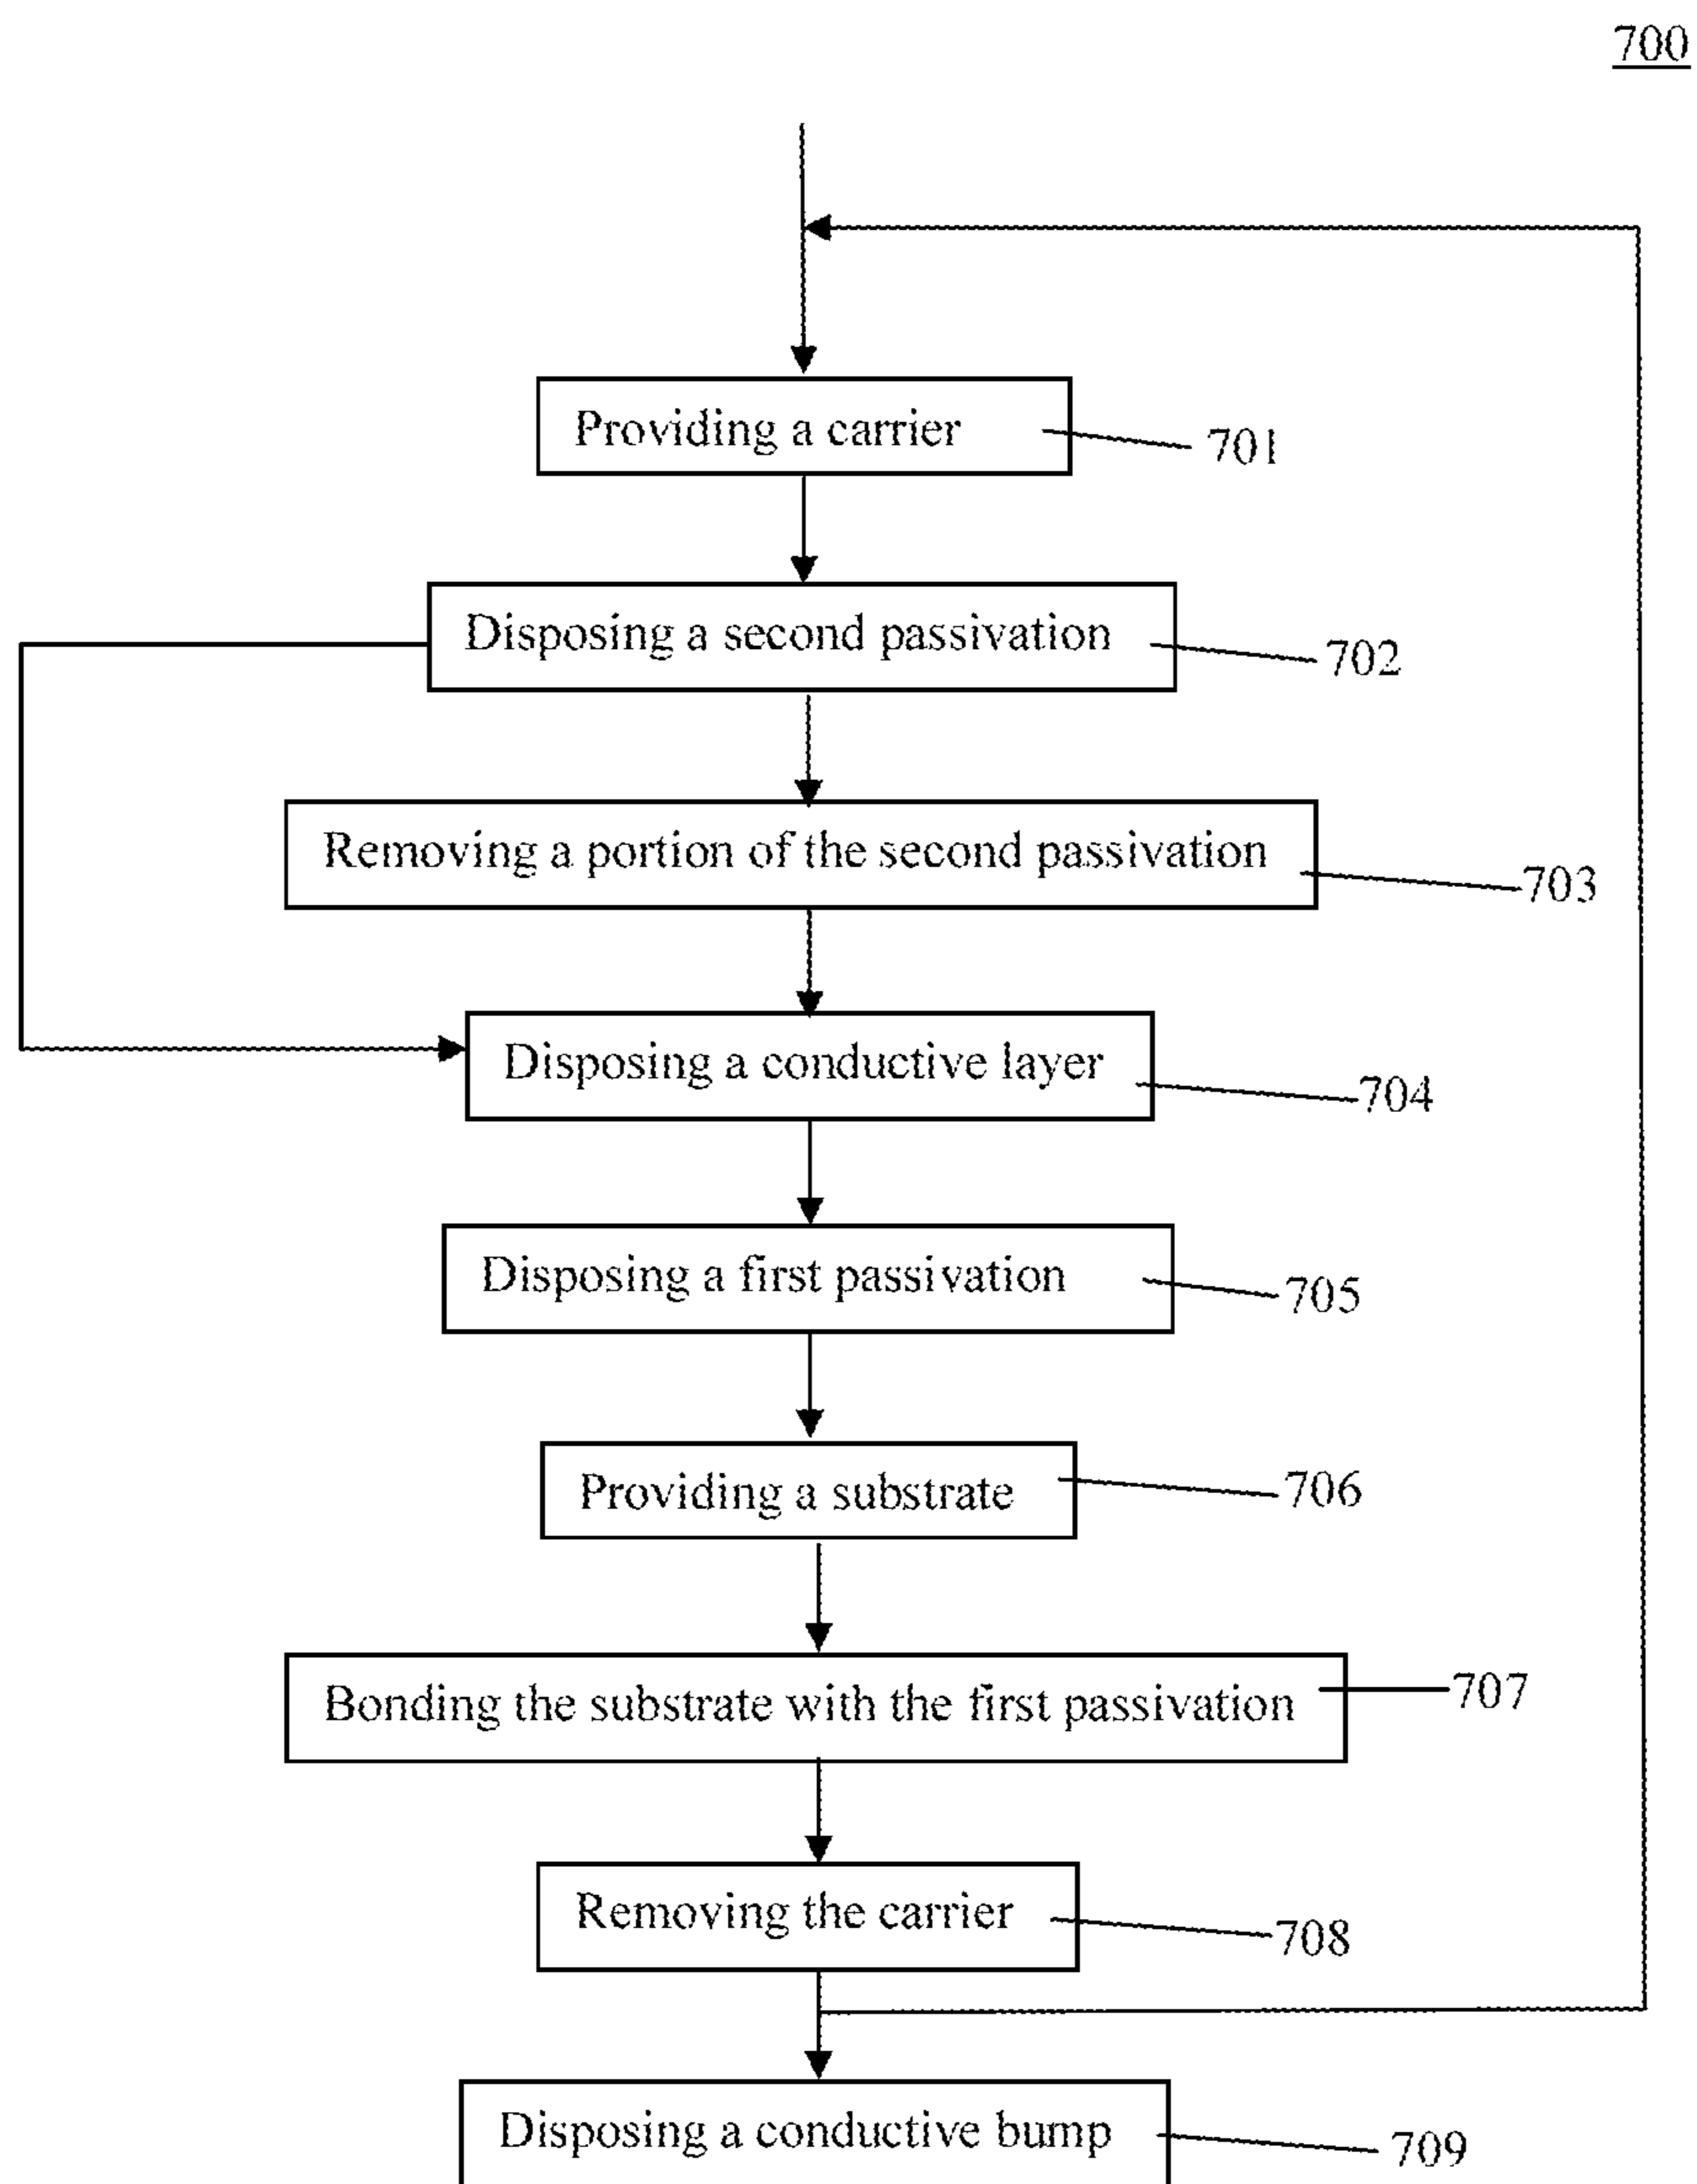 700
Providing a carrier
701
Disposing a second passivation
702
Removing a portion of the second passivation
703
Disposing a conductive layer
704
Disposing a first passivation
705
Providing a substrate
706
Bonding the substrate with the first passivation
707
Removing the carrier
708
Disposing a conductive bump
709